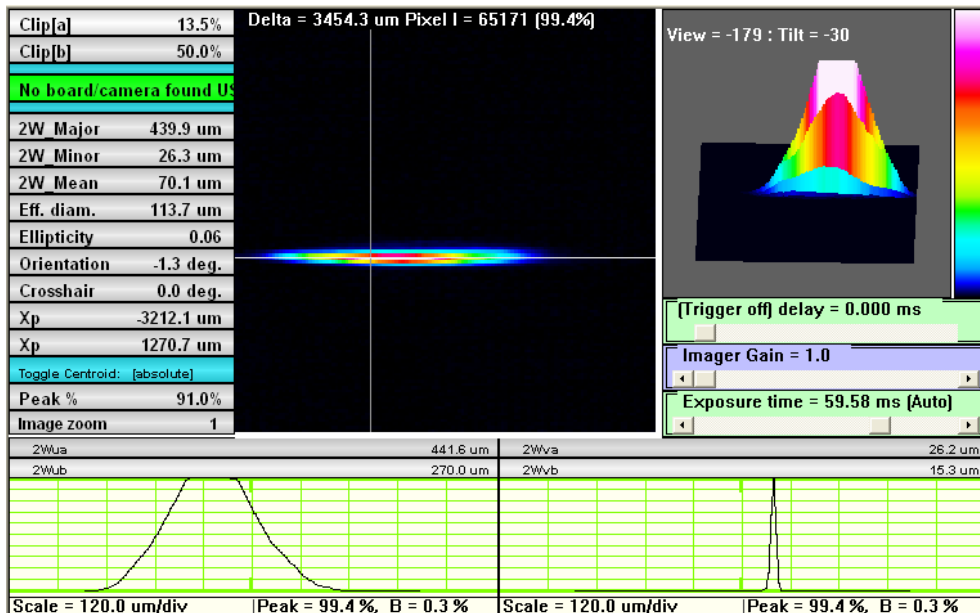 Clip[a] 13.5%
Clip[b] 50.0%
No board/camera found US
2W_Major 439.9 um
2W_Minor 26.3 um
2W_Mean 70.1 um
Eff. diam. 113.7 um
Ellipticity 0.06
Orientation -1.3 deg.
Crosshair 0.0 deg.
Xp -3212.1 um
Xp 1270.7 um
Toggle Centroid: [absolute]
Peak % 91.0%
Image zoom 1
Delta = 3454.3 um Pixel I = 65171 (99.4%)
View = -179 : Tilt = -30
(Trigger off) delay = 0.000 ms
Imager Gain = 1.0
Exposure time = 59.58 ms (Auto)
2Wua 441.6 um
2Wub 270.0 um
Scale = 120.0 um/div Peak = 99.4 %, B = 0.3 %
2Wva 26.2 um
2Wvb 15.3 um
Scale = 120.0 um/div Peak = 99.4 %, B = 0.3 %